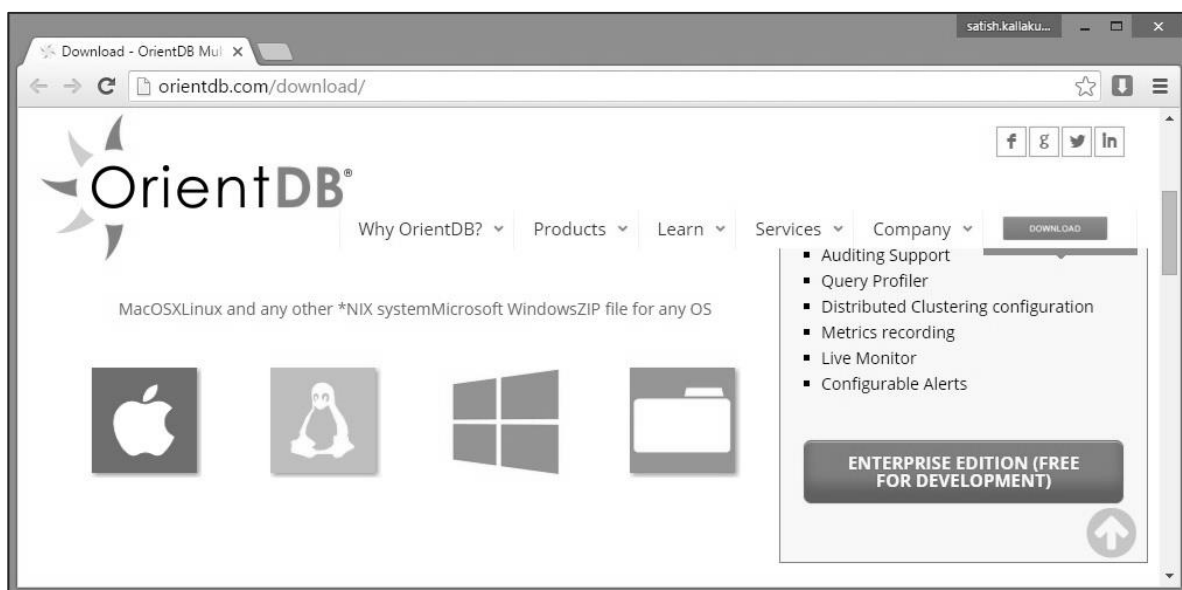 satish.kallaku...
Download - OrientDB Mul
orientdb.com/download/
f g in
OrientDB®
Why OrientDB? Products Learn Services Company DOWNLOAD
Auditing Support
Query Profiler
Distributed Clustering configuration
Metrics recording
Live Monitor
Configurable Alerts
MacOSXLinux and any other *NIX systemMicrosoft WindowsZIP file for any OS
ENTERPRISE EDITION (FREE
FOR DEVELOPMENT)